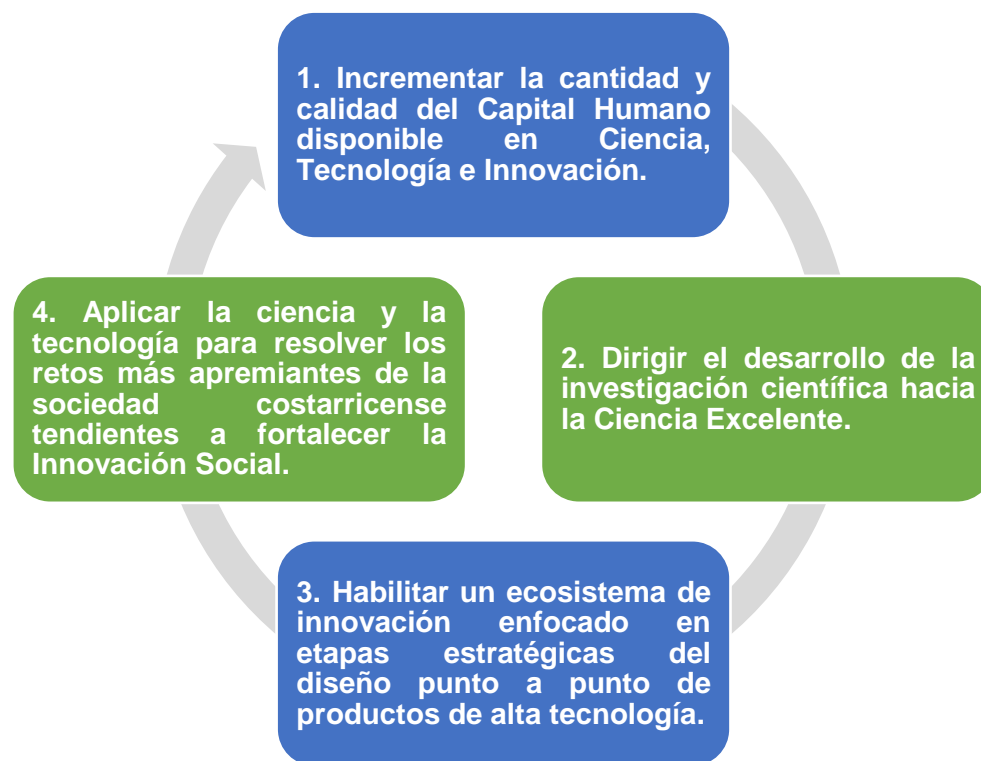 1. Incrementar la cantidad y
calidad del Capital Humano
disponible en Ciencia,
Tecnología e Innovación.
2. Dirigir el desarrollo de la
investigación científica hacia
la Ciencia Excelente.
3. Habilitar un ecosistema de
innovación enfocado en
etapas estratégicas del
diseño punto a punto de
productos de alta tecnología.
4. Aplicar la ciencia y la
tecnología para resolver los
retos más apremiantes de la
sociedad costarricense
tendientes a fortalecer la
Innovación Social.